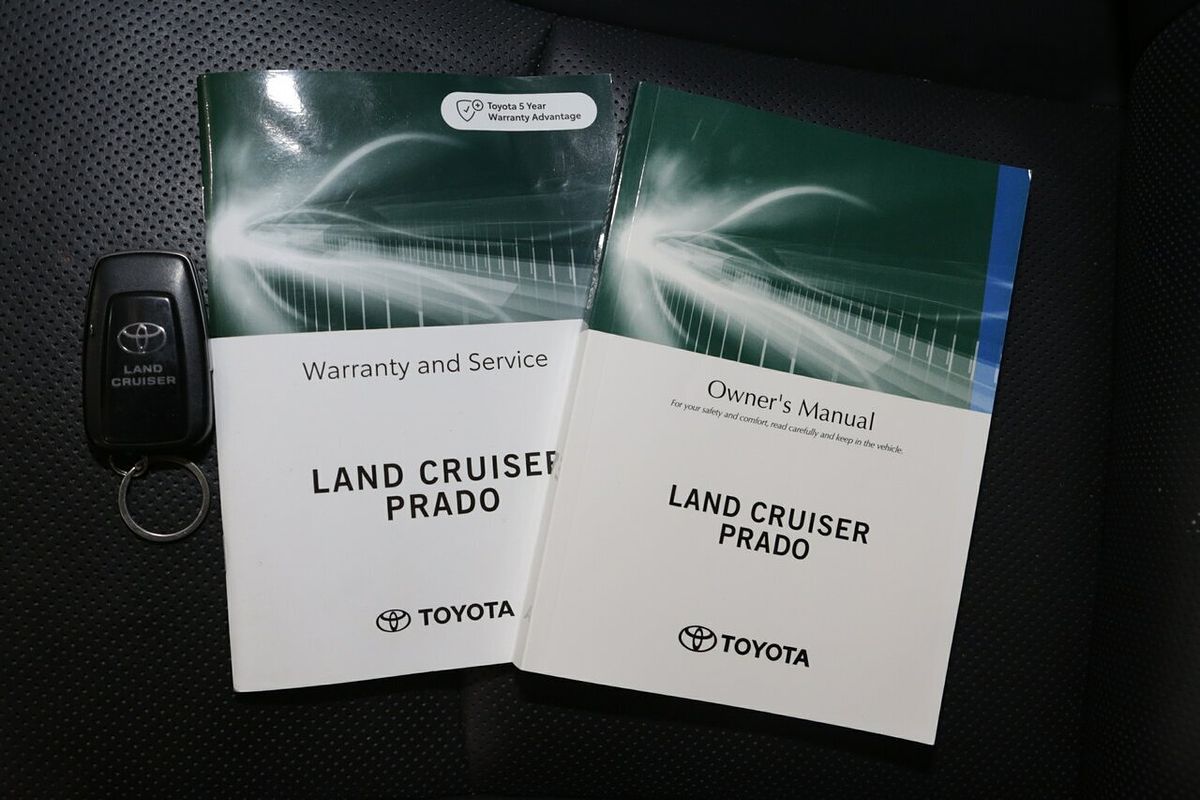 LAND
CRUISER
Toyota 5 Year
Warranty Advantage
Warranty and Service
LAND CRUISER
PRADO
TOYOTA
Owner's Manual
For your safety and comfort, read carefully and keep in the vehicle.
LAND CRUISER
PRADO
TOYOTA